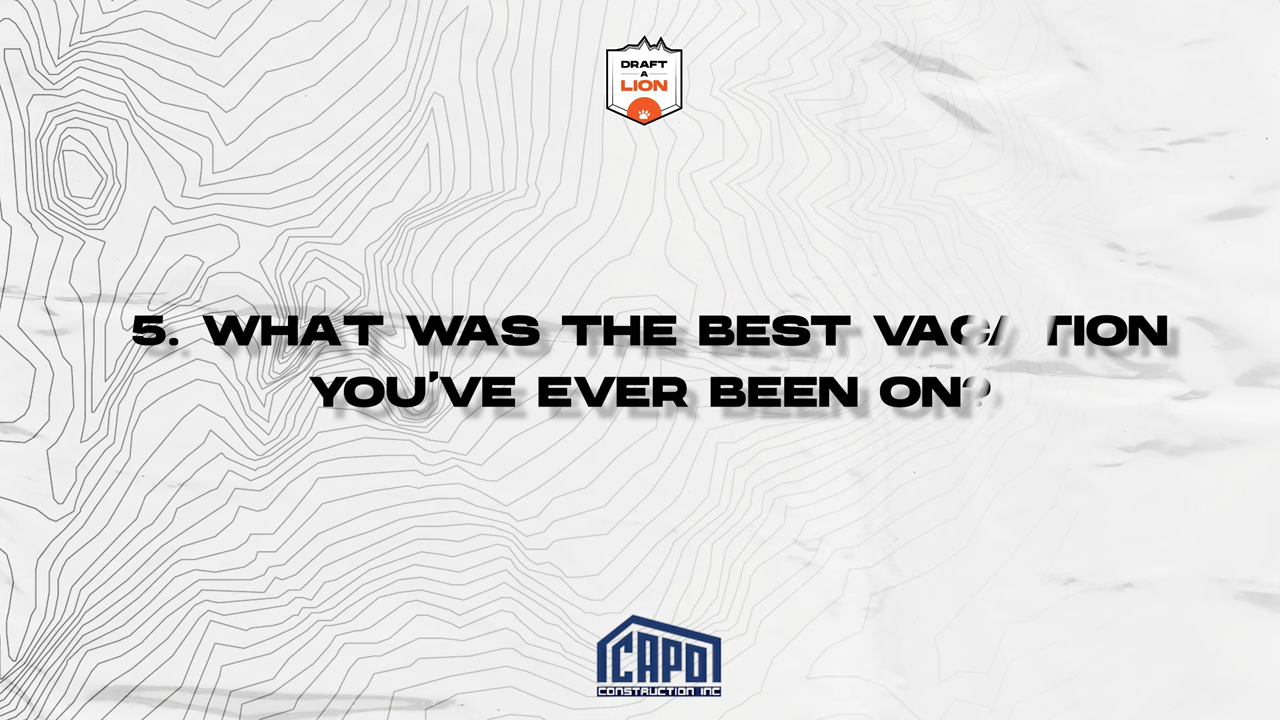 DRAFT
A
LION
5. WHAT WAS THE BEST VACATION
YOU'VE EVER BEEN ON?
CAPO
CONSTRUCTION INC